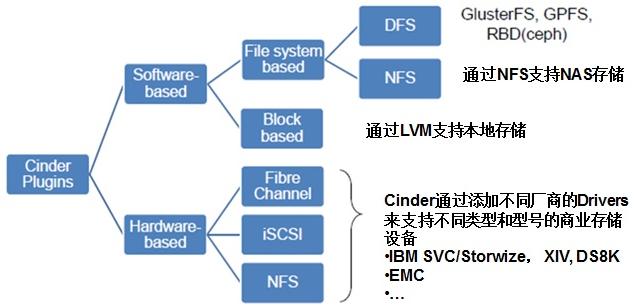 DFS
GlusterFS, GPFS,
RBD(ceph)
File system
based
Software-
based
NFS
通过NFS支持NAS存储
Block
based
通过LVM支持本地存储
Cinder
Plugins
Fibre
Channel
Hardware-
based
iSCSI
NFS
Cinder通过添加不同厂商的Drivers
来支持不同类型和型号的商业存储
设备
•IBM SVC/Storwize， XIV, DS8K
•EMC
•…